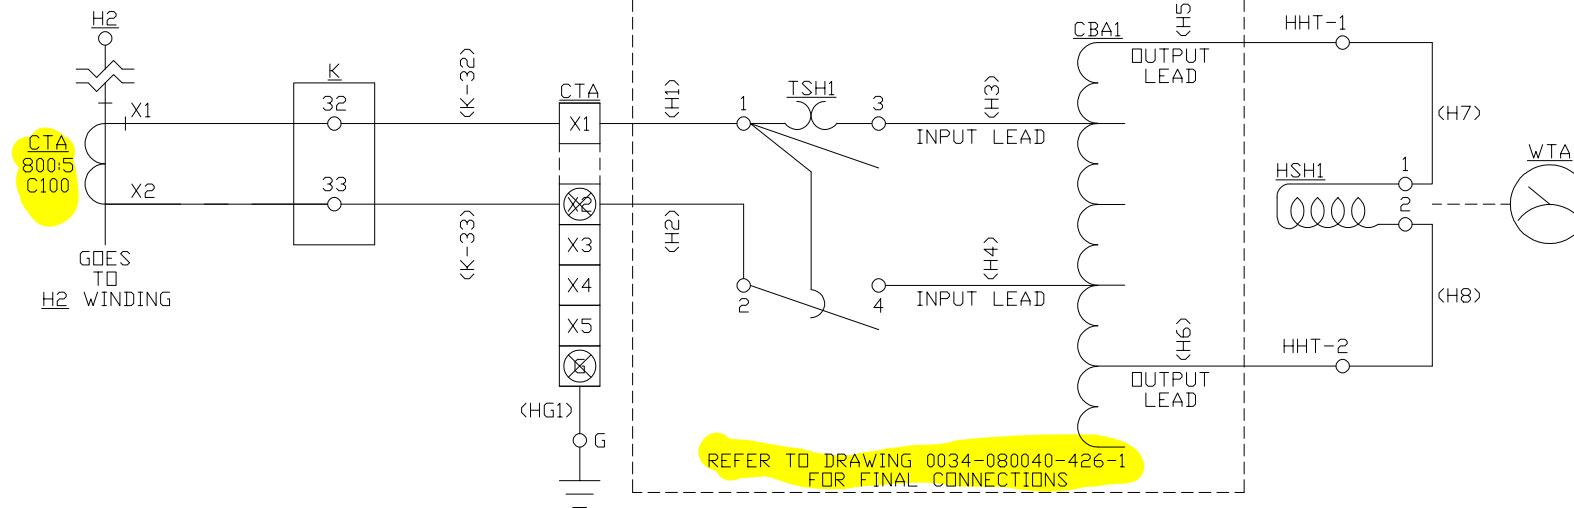 H2
X1
CTA
800:5
C100
X2
GOES
TO
H2 WINDING
K
32
33
(K-32)
(K-33)
CTA
X1
X2
X3
X4
X5
G
(HG1)
G
(H1)
(H2)
1
TSH1
3
2
4
(H3)
INPUT LEAD
(H4)
INPUT LEAD
CBA1
(H5
OUTPUT
LEAD
(H6)
OUTPUT
LEAD
HHT-1
(H7)
HSH1
1
2
WTA
(H8)
HHT-2
REFER TO DRAWING 0034-080040-426-1
FOR FINAL CONNECTIONS